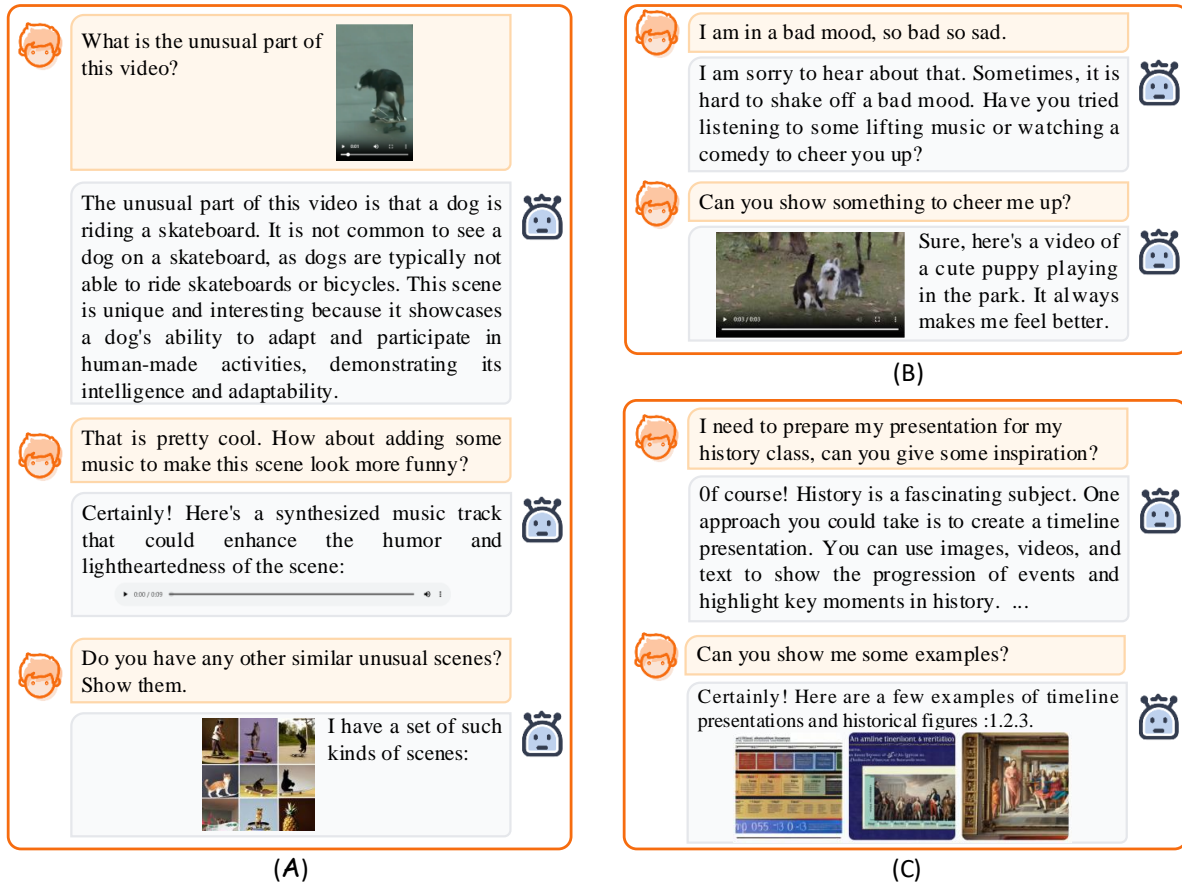 What is the unusual part of
this video?
0:01
The unusual part of this video is that a dog is
riding a skateboard. It is not common to see a
dog on a skateboard, as dogs are typically not
able to ride skateboards or bicycles. This scene
is unique and interesting because it showcases
a dog's ability to adapt and participate in
human-made activities, demonstrating its
intelligence and adaptability.
That is pretty cool. How about adding some
music to make this scene look more funny?
Certainly! Here's a synthesized music track
that could enhance the humor and
lightheartedness of the scene:
0:00 / 0:09
Do you have any other similar unusual scenes?
Show them.
I have a set of such
kinds of scenes:
(A)
I am in a bad mood, so bad so sad.
I am sorry to hear about that. Sometimes, it is
hard to shake off a bad mood. Have you tried
listening to some lifting music or watching a
comedy to cheer you up?
Can you show something to cheer me up?
0:03 / 0:03
Sure, here's a video of
a cute puppy playing
in the park. It always
makes me feel better.
(B)
I need to prepare my presentation for my
history class, can you give some inspiration?
0f course! History is a fascinating subject. One
approach you could take is to create a timeline
presentation. You can use images, videos, and
text to show the progression of events and
highlight key moments in history. ...
Can you show me some examples?
Certainly! Here are a few examples of timeline
presentations and historical figures :1.2.3.
(C)